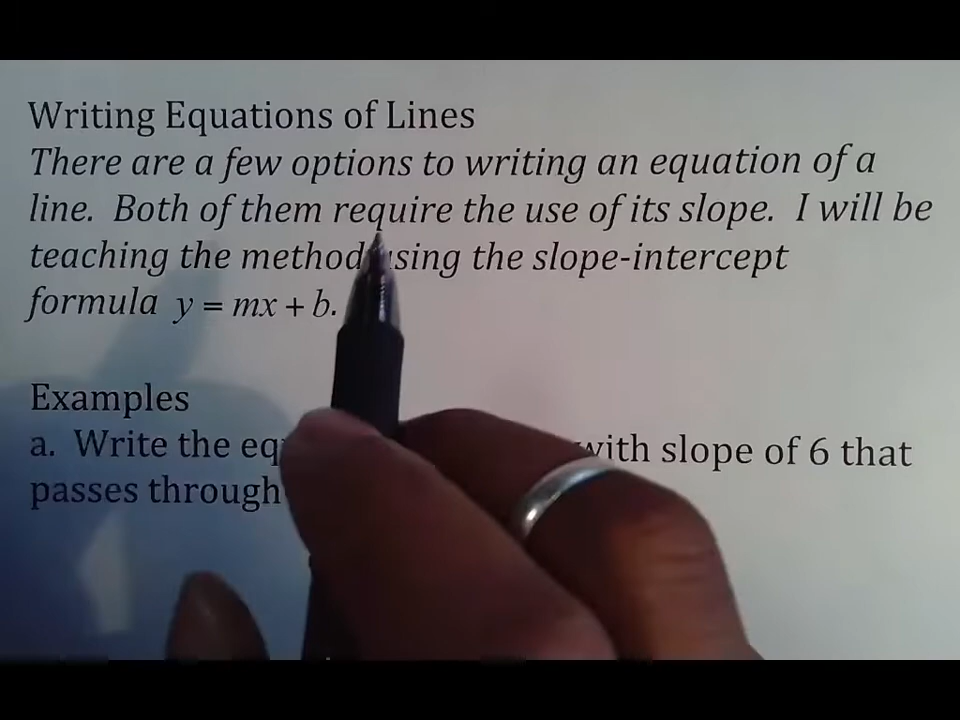 Writing Equations of Lines
There are a few options to writing an equation of a
line. Both of them require the use of its slope. I will be
teaching the method using the slope-intercept
formula y = mx + b.
Examples
a. Write the with slope of 6 that
passes through